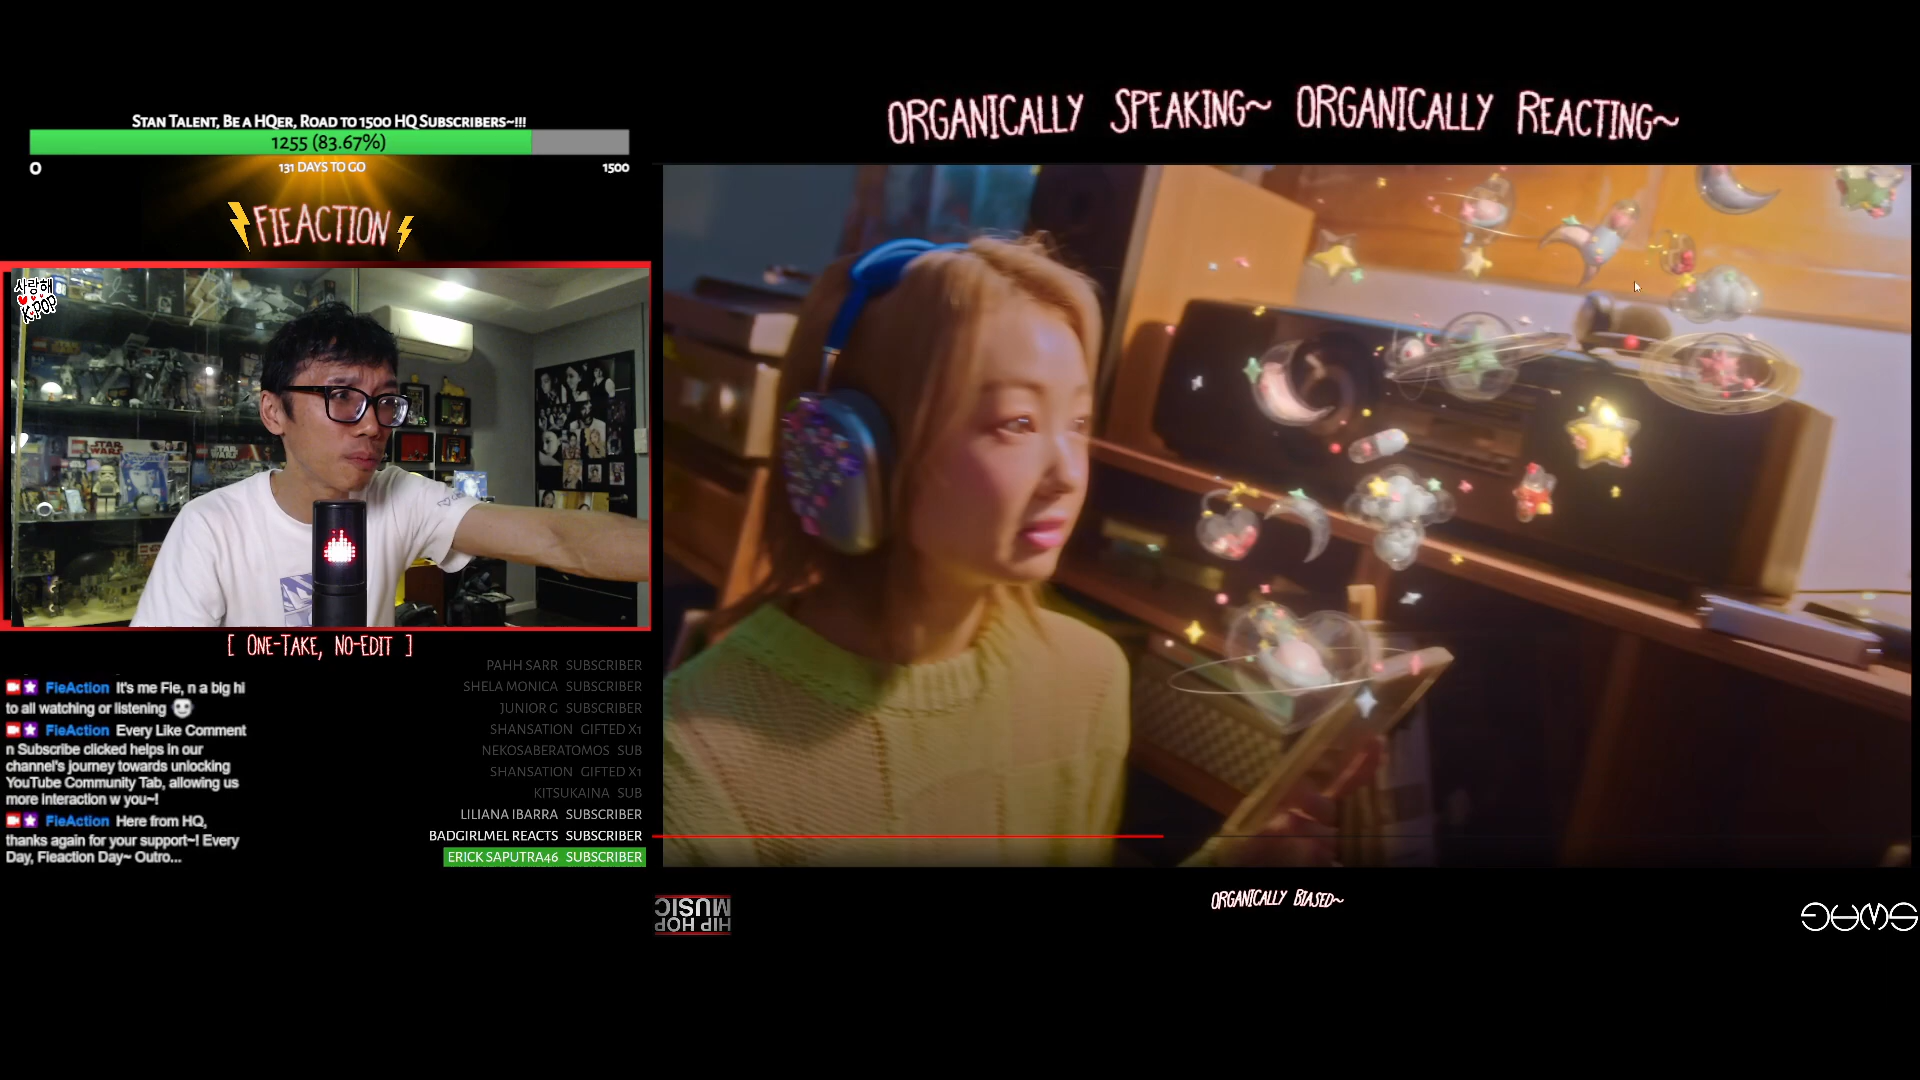 ORGANICALLY SPEAKING~ ORGANICALLY REACTING~
STAN TALENT, BE A HQER, ROAD TO 1500 HQ SUBSCRIBERS~!!!
1255 (83.67%)
0
131 DAYS TO GO
1500
FIEACTION
사랑해
K-POP
STAR WARS
[ ONE-TAKE, NO-EDIT ]
FieAction It's me Fie, n a big hi
to all watching or listening
FieAction Every Like Comment
n Subscribe clicked helps in our
channel's journey towards unlocking
YouTube Community Tab, allowing us
more interaction w you~!
FieAction Here from HQ,
thanks again for your support~! Every
Day, Fieaction Day~ Outro...
PAHH SARR SUBSCRIBER
SHELA MONICA SUBSCRIBER
JUNIOR G SUBSCRIBER
SHANSATION GIFTED X1
NEKOSABERATOMOS SUB
SHANSATION GIFTED X1
KITSUKAINA SUB
LILIANA IBARRA SUBSCRIBER
BADGIRLMEL REACTS SUBSCRIBER
ERICK SAPUTRA46 SUBSCRIBER
HIP HOP
MUSIC
ORGANICALLY BIASED~